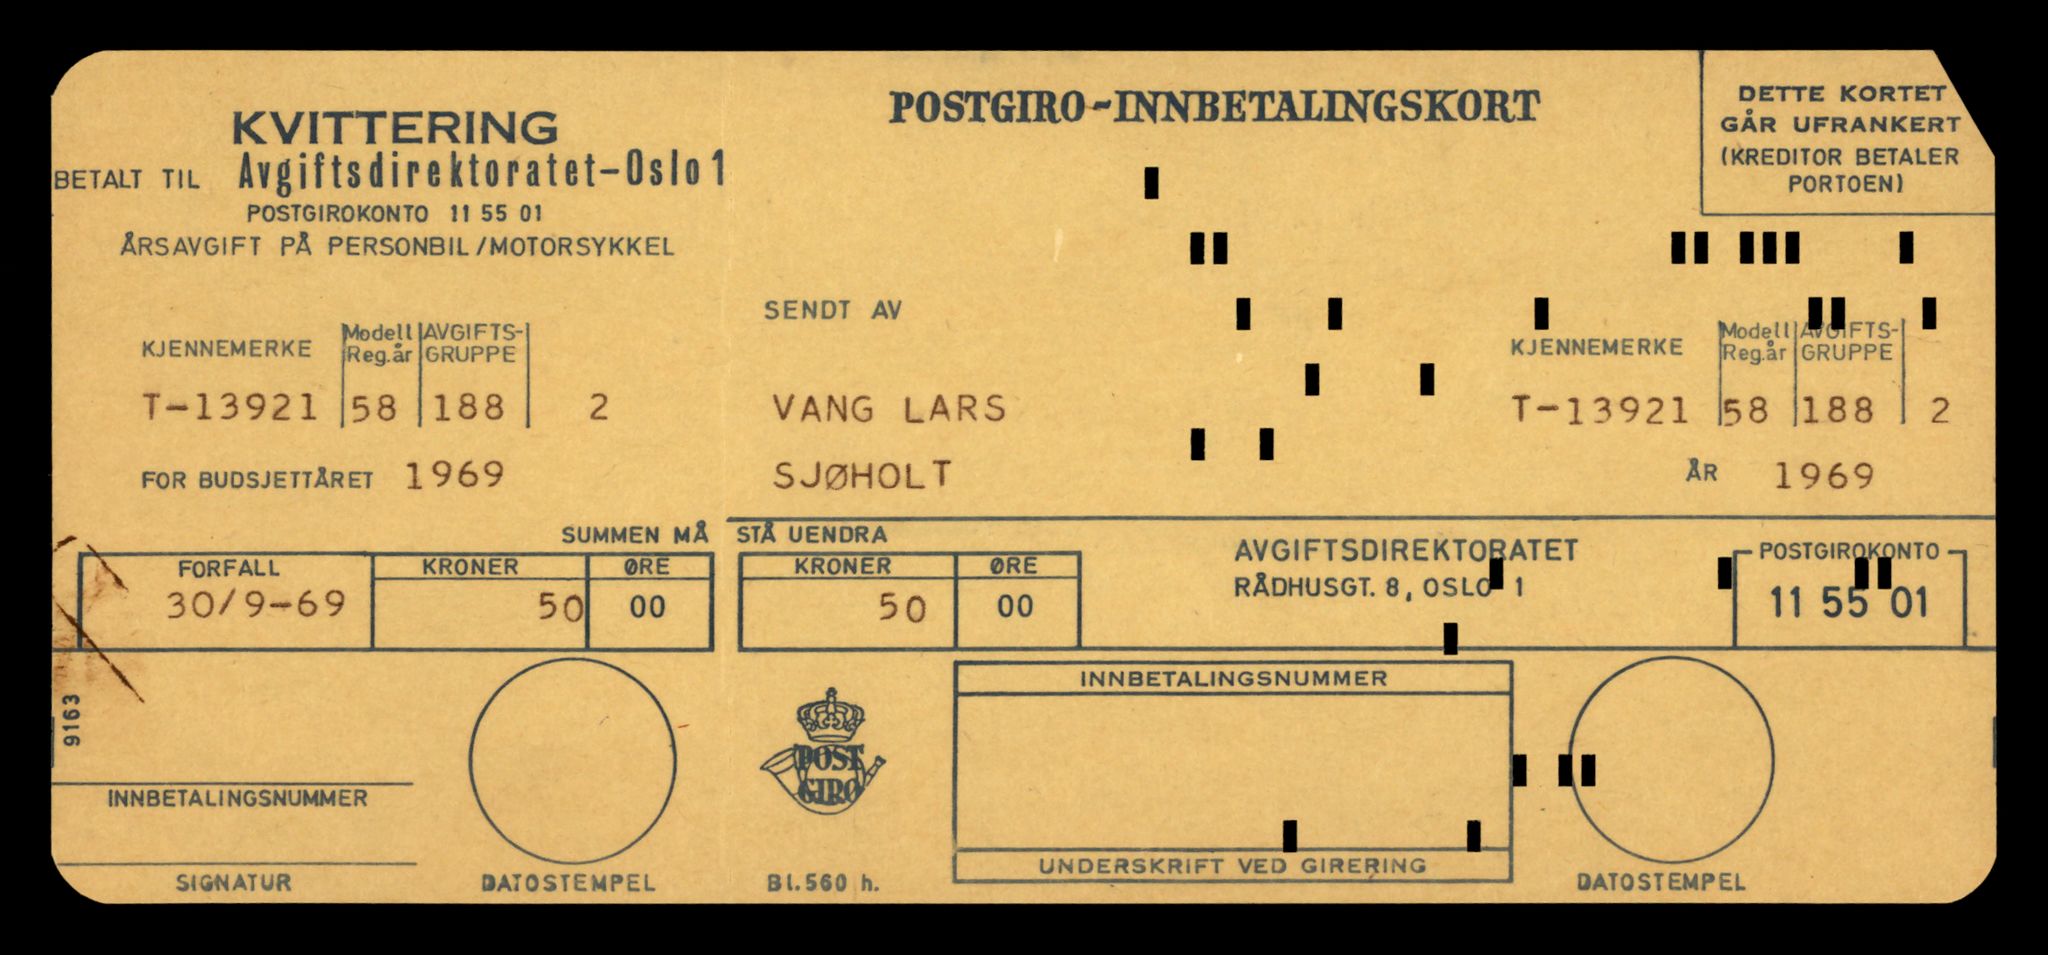 KVITTERING
BETALT TIL Avgiftsdirektoratet-Oslo 1
POSTGIROKONTO 11 55 01
ÅRSAVGIFT PÅ PERSONBIL/MOTORSYKKEL
KJENNEMERKE Modell Reg.år AVGIFTS-GRUPPE
T-13921 58 188 2
FOR BUDSJETTÅRET 1969
SUMMEN MÅ STÅ UENDRA
FORFALL KRONER ØRE
30/9-69 50 00
9163
INNBETALINGSNUMMER
SIGNATUR
DATOSTEMPEL
POSTGIRO-INNBETALINGSKORT
DETTE KORTET
GÅR UFRANKERT
(KREDITOR BETALER
PORTOEN)
SENDT AV
VANG LARS
SJØHOLT
KJENNEMERKE Modell Reg.år AVGIFTS-GRUPPE
T-13921 58 188 2
ÅR 1969
KRONER ØRE
50 00
AVGIFTSDIREKTORATET
RÅDHUSGT. 8, OSLO 1
POSTGIROKONTO
11 55 01
POST
GIRO
INNBETALINGSNUMMER
UNDERSKRIFT VED GIRERING
Bl.560 h.
DATOSTEMPEL